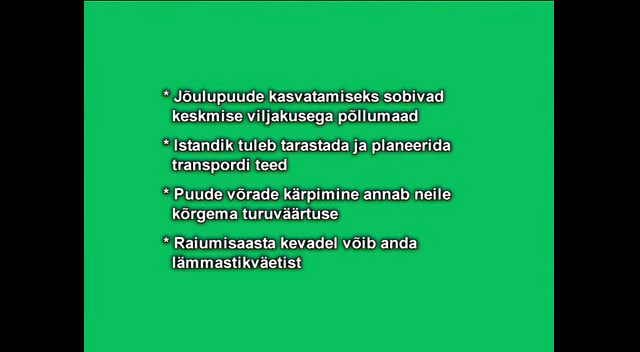 * Jõulupuude kasvatamiseks sobivad
keskmise viljakusega põllumaad
* Istandik tuleb tarastada ja planeerida
transpordi teed
* Puude võrade kärpimine annab neile
kõrgema turuväärtuse
* Raiumisaasta kevadel võib anda
lämmastikväetist